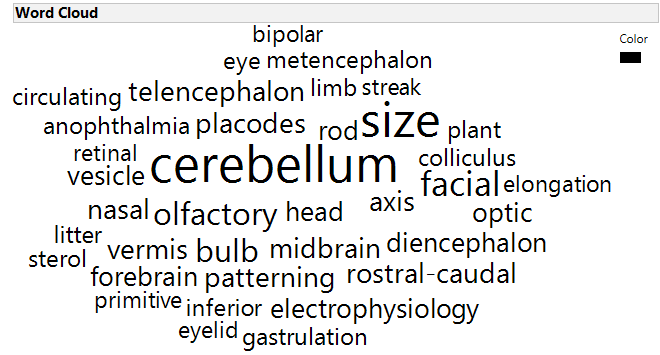 Word Cloud
bipolar
Color
eye metencephalon
circulating telencephalon limb streak
anophthalmia placodes rod size plant
retinal cerebellum colliculus
vesicle facial elongation
nasal olfactory head axis optic
litter vermis bulb midbrain diencephalon
sterol forebrain patterning rostral-caudal
primitive inferior electrophysiology
eyelid gastrulation